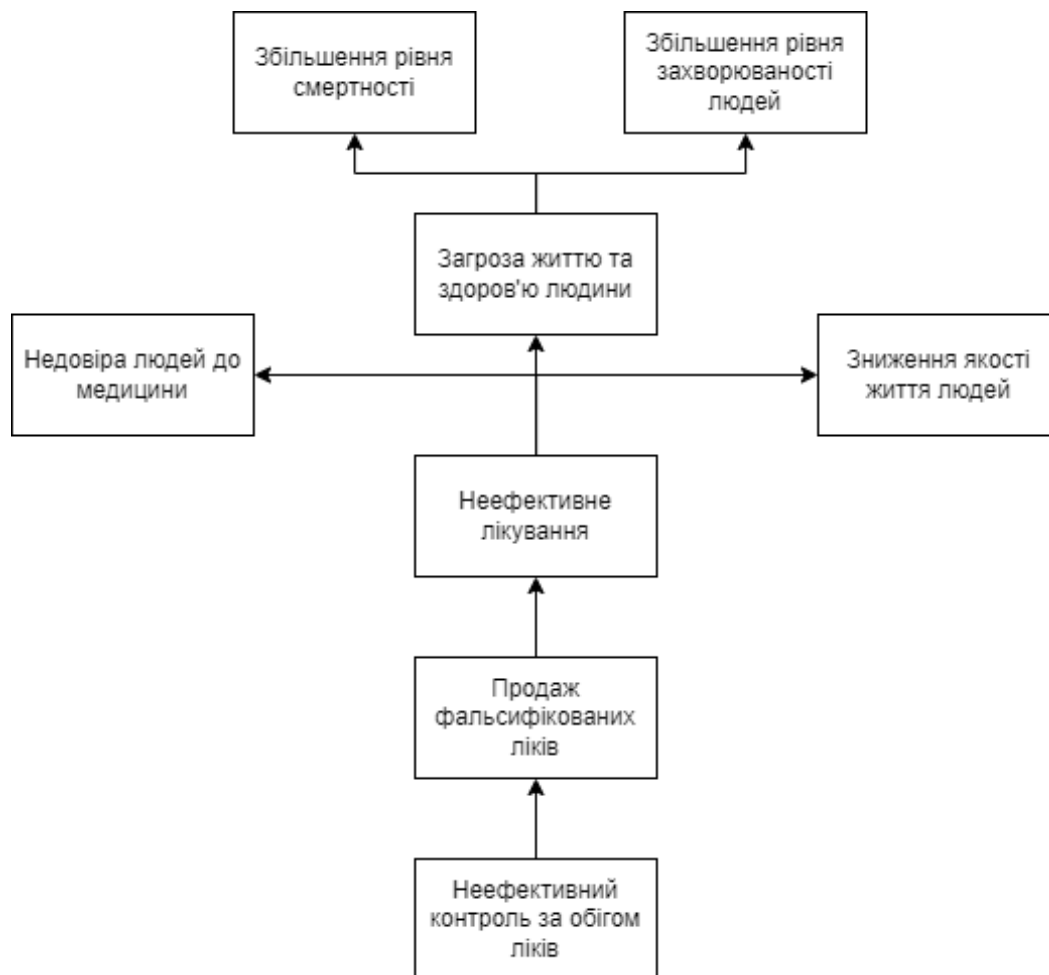 Збільшення рівня
смертності
Збільшення рівня
захворюваності
людей
Загроза життю та
здоров'ю людини
Недовіра людей до
медицини
Зниження якості
життя людей
Неефективне
лікування
Продаж
фальсифікованих
ліків
Неефективний
контроль за обігом
ліків